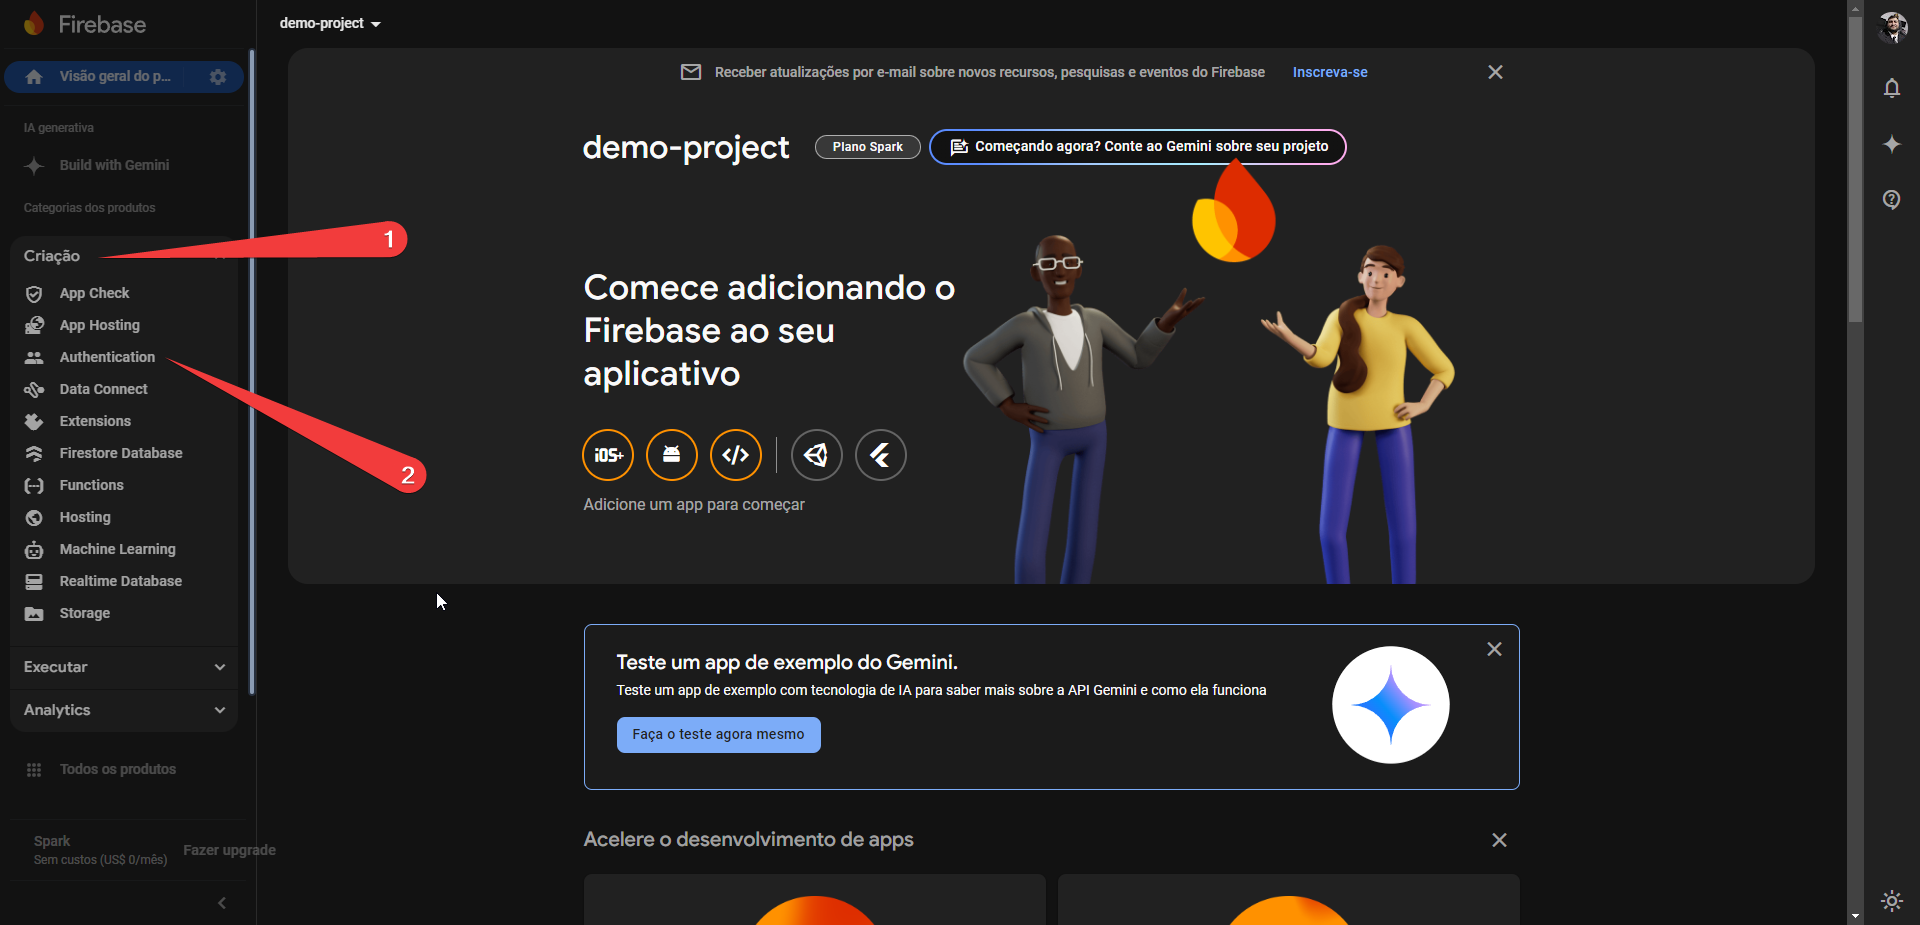 Firebase
demo-project
Visão geral do p...
Receber atualizações por e-mail sobre novos recursos, pesquisas e eventos do Firebase Inscreva-se
IA generativa
Build with Gemini
Categorias dos produtos
demo-project Plano Spark Começando agora? Conte ao Gemini sobre seu projeto
1
Criação
App Check
App Hosting
Authentication
Data Connect
Extensions
Firestore Database
Functions
Hosting
Machine Learning
Realtime Database
Storage
2
Executar
Analytics
Todos os produtos
Spark
Sem custos (US$ 0/mês)
Fazer upgrade
Comece adicionando o
Firebase ao seu
aplicativo
iOS+
Adicione um app para começar
Teste um app de exemplo do Gemini.
Teste um app de exemplo com tecnologia de IA para saber mais sobre a API Gemini e como ela funciona
Faça o teste agora mesmo
Acelere o desenvolvimento de apps